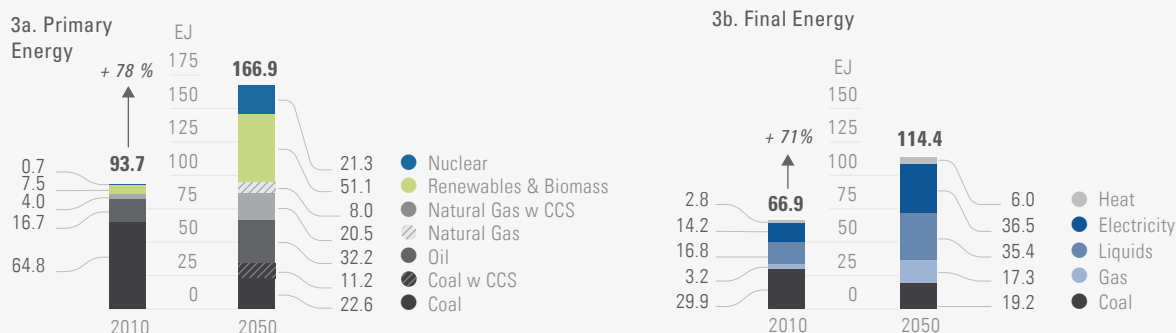 3a. Primary
Energy
EJ
175
150
125
100
75
50
25
0
+ 78 %
93.7
166.9
0.7
7.5
4.0
16.7
64.8
21.3 Nuclear
51.1 Renewables & Biomass
8.0 Natural Gas w CCS
20.5 Natural Gas
32.2 Oil
11.2 Coal w CCS
22.6 Coal
2010 2050
3b. Final Energy
EJ
150
125
100
75
50
25
0
+ 71%
66.9
114.4
2.8
14.2
16.8
3.2
29.9
6.0 Heat
36.5 Electricity
35.4 Liquids
17.3 Gas
19.2 Coal
2010 2050